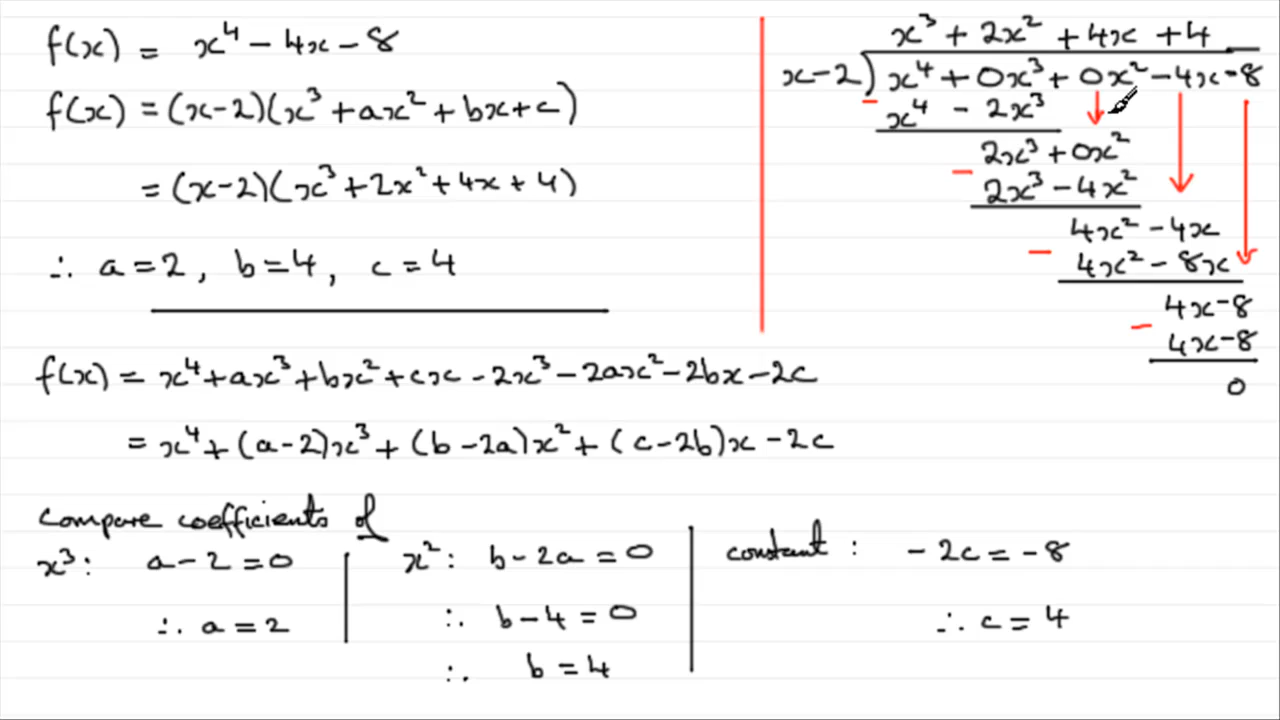 f(x) = x⁴ - 4x - 8
f(x) = (x-2)(x³ + ax² + bx + c)
= (x-2)(x³ + 2x² + 4x + 4)
∴ a = 2, b = 4, c = 4
x³ + 2x² + 4x + 4
x-2 ) x⁴ + 0x³ + 0x² - 4x - 8
- x⁴ - 2x³
2x³ + 0x²
- 2x³ - 4x²
4x² - 4x
- 4x² - 8x
4x - 8
- 4x - 8
0
f(x) = x⁴ + ax³ + bx² + cx - 2x³ - 2ax² - 2bx - 2c
= x⁴ + (a-2)x³ + (b-2a)x² + (c-2b)x - 2c
Compare coefficients of
x³: a - 2 = 0
∴ a = 2
x²: b - 2a = 0
∴ b - 4 = 0
∴ b = 4
constant: -2c = -8
∴ c = 4